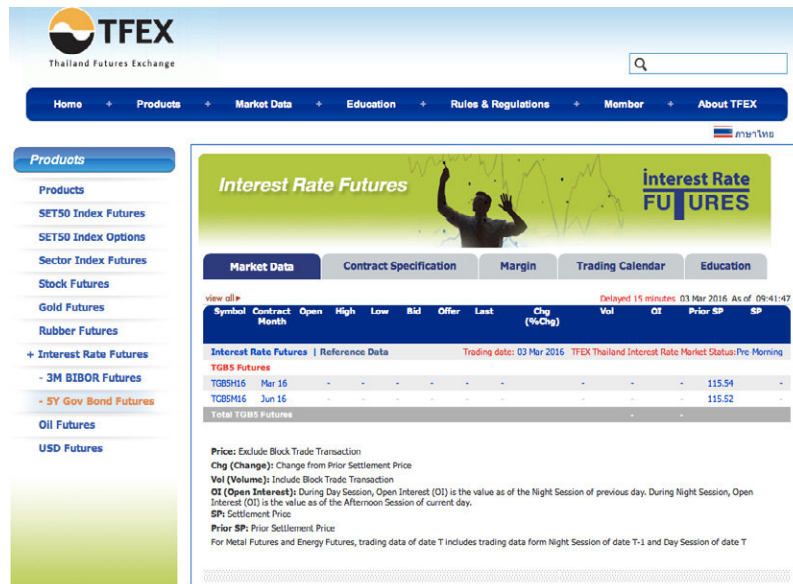 TFEX
Thailand Futures Exchange
Home + Products + Market Data + Education + Rules & Regulations + Member + About TFEX
ภาษาไทย
Products
Products
SET50 Index Futures
SET50 Index Options
Sector Index Futures
Stock Futures
Gold Futures
Rubber Futures
+ Interest Rate Futures
- 3M BIBOR Futures
- 5Y Gov Bond Futures
Oil Futures
USD Futures
Interest Rate Futures
interest Rate
FUTURES
Market Data Contract Specification Margin Trading Calendar Education
view all
Delayed 15 minutes 03 Mar 2016 As of 09:41:47
Symbol Contract Month Open High Low Bid Offer Last Chg (%Chg) Vol OI Prior SP SP
Interest Rate Futures | Reference Data Trading date: 03 Mar 2016 TFEX Thailand Interest Rate Market Status:Pre-Morning
TGB5 Futures
TGB5H16 Mar 16 - - - - - - - - - 115.54 -
TGB5M16 Jun 16 - - - - - - - - - 115.52 -
Total TGB5 Futures - -
Price: Exclude Block Trade Transaction
Chg (Change): Change from Prior Settlement Price
Vol (Volume): Include Block Trade Transaction
OI (Open Interest): During Day Session, Open Interest (OI) is the value as of the Night Session of previous day. During Night Session, Open
Interest (OI) is the value as of the Afternoon Session of current day.
SP: Settlement Price
Prior SP: Prior Settlement Price
For Metal Futures and Energy Futures, trading data of date T includes trading data form Night Session of date T-1 and Day Session of date T